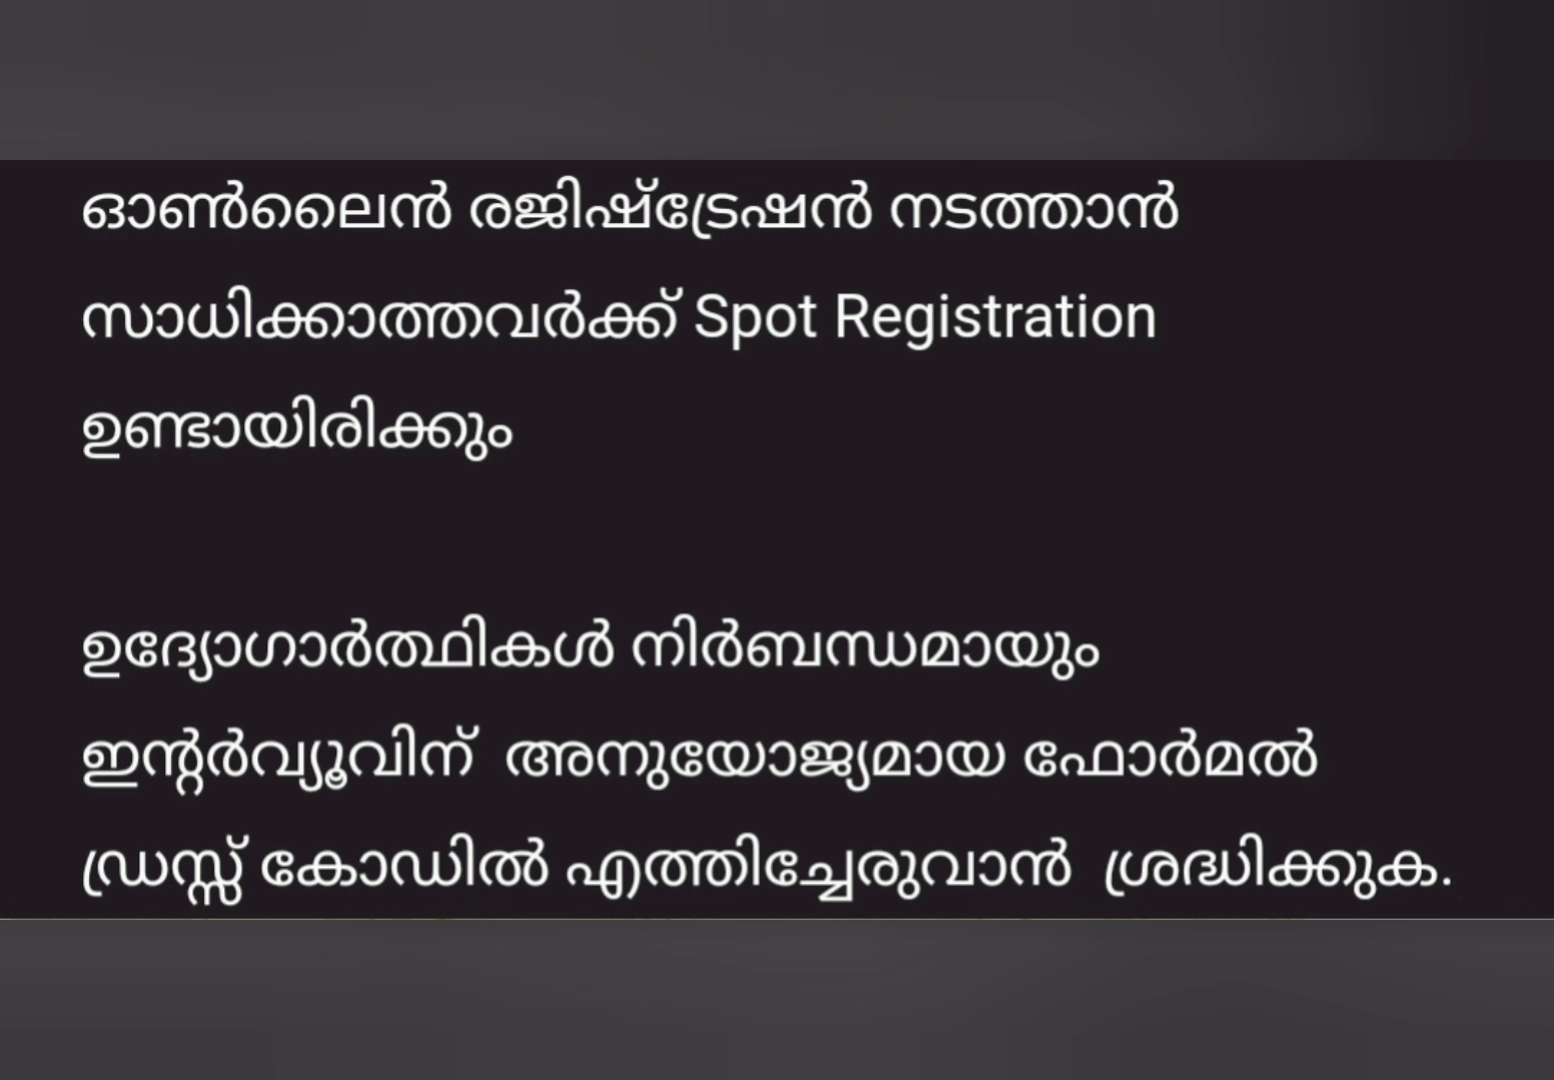 ഓൺലൈൻ രജിഷ്ട്രേഷൻ നടത്താൻ
സാധിക്കാത്തവർക്ക് Spot Registration
ഉണ്ടായിരിക്കും
ഉദ്യോഗാർത്ഥികൾ നിർബന്ധമായും
ഇന്റർവ്യൂവിന്  അനുയോജ്യമായ ഫോർമൽ
ഡ്രസ്സ് കോഡിൽ എത്തിച്ചേരുവാൻ  ശ്രദ്ധിക്കുക.